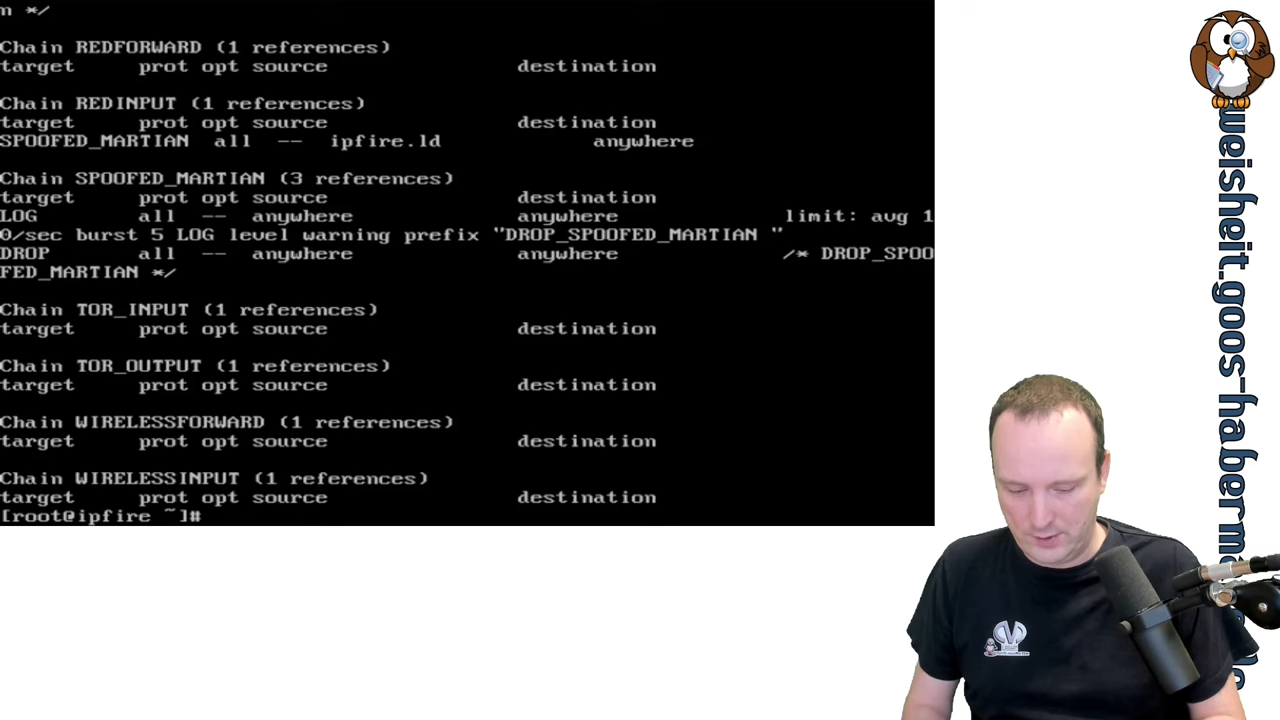 m */
Chain REDFORWARD (1 references)
target prot opt source destination
Chain REDINPUT (1 references)
target prot opt source destination
SPOOFED_MARTIAN all -- ipfire.ld anywhere
Chain SPOOFED_MARTIAN (3 references)
target prot opt source destination
LOG all -- anywhere anywhere limit: avg 1
0/sec burst 5 LOG level warning prefix "DROP_SPOOFED_MARTIAN "
DROP all -- anywhere anywhere /* DROP_SPOO
FED_MARTIAN */
Chain TOR_INPUT (1 references)
target prot opt source destination
Chain TOR_OUTPUT (1 references)
target prot opt source destination
Chain WIRELESSFORWARD (1 references)
target prot opt source destination
Chain WIRELESSINPUT (1 references)
target prot opt source destination
[root@ipfire ~]#